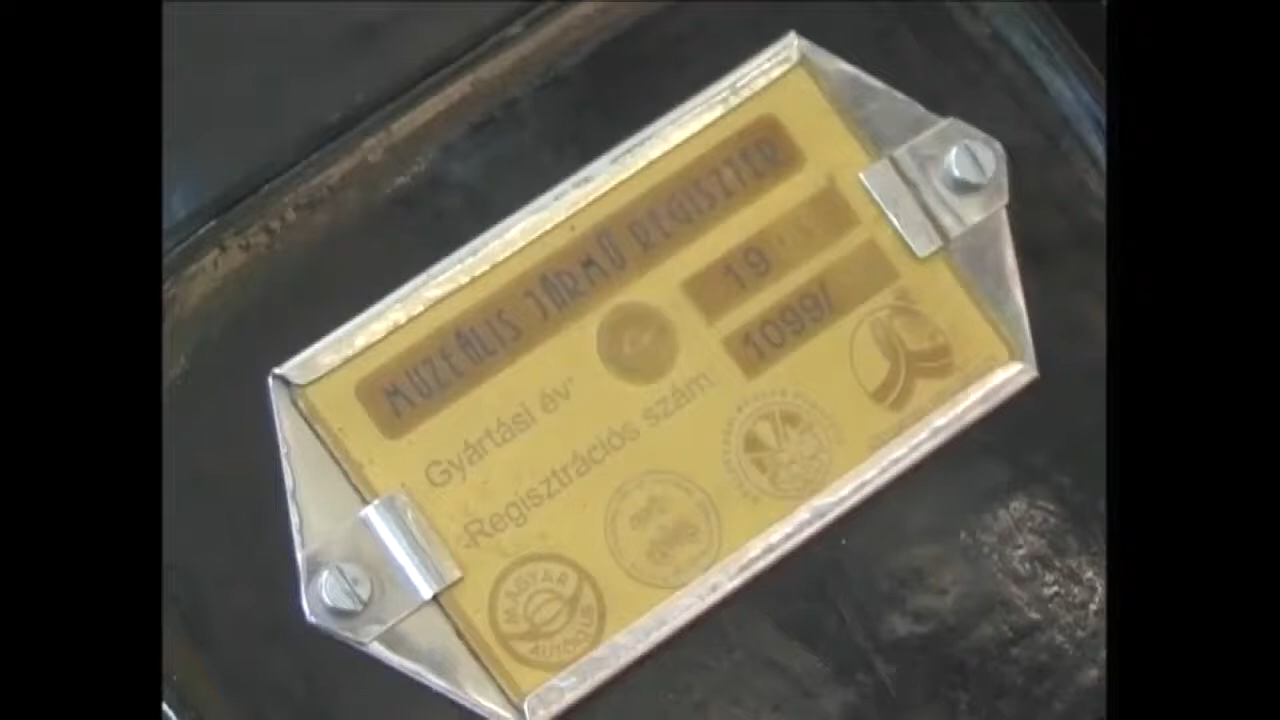 MUZEÁLIS JÁRMŰ REGISZTER
Gyártási év
19
Regisztrációs szám
1099/
MAGYAR
AUTÓKLUB